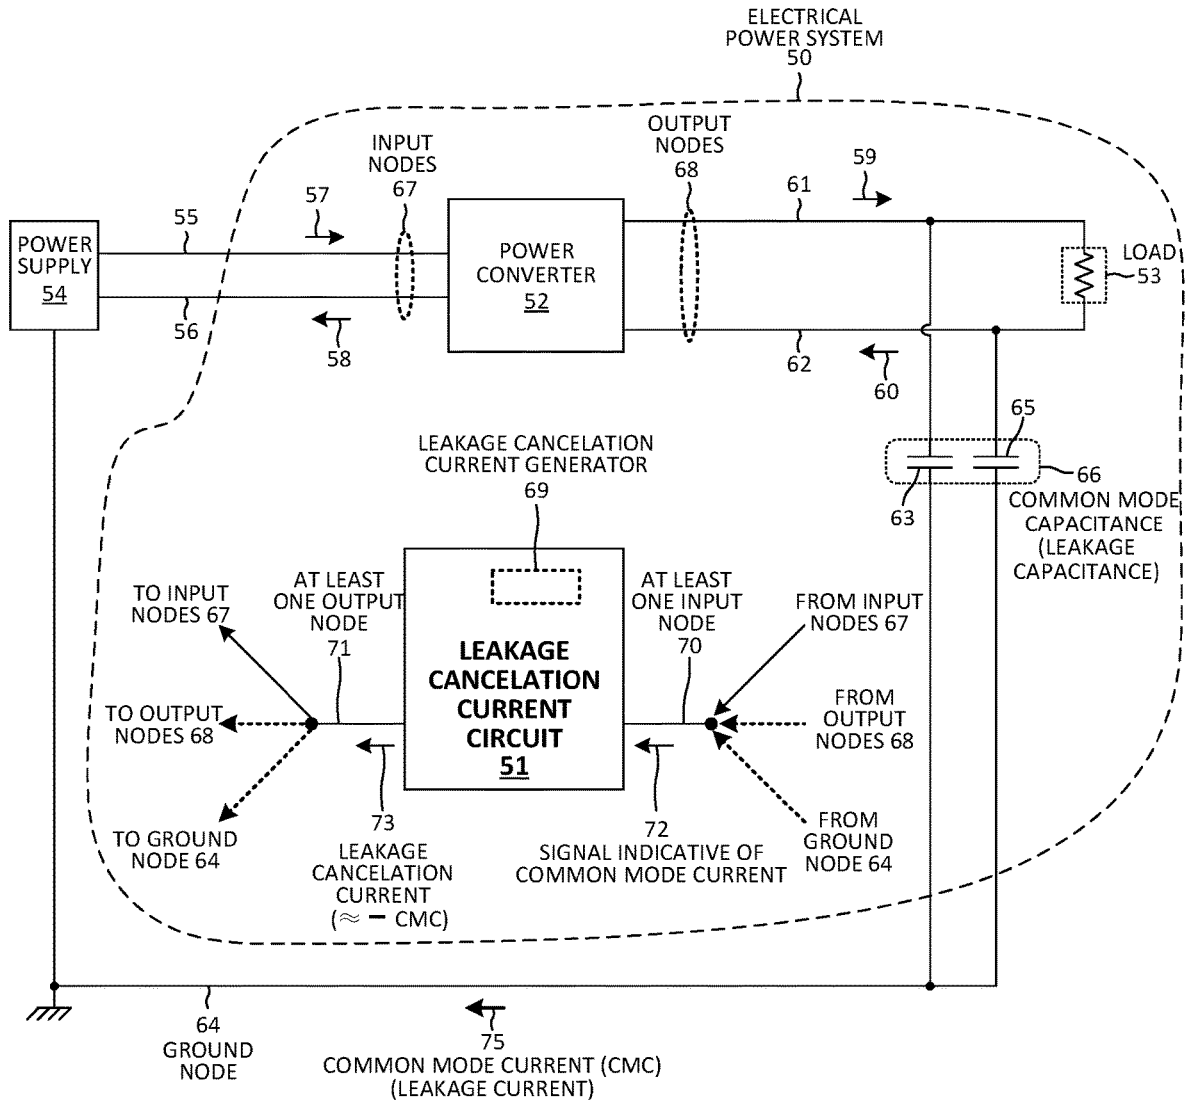 ELECTRICAL
POWER SYSTEM
50
OUTPUT
NODES
68
INPUT
NODES
67
59
61
57
55
POWER
SUPPLY
54
POWER
CONVERTER
52
LOAD
53
56
58
62
60
65
63
66
COMMON MODE
CAPACITANCE
(LEAKAGE
CAPACITANCE)
LEAKAGE CANCELATION
CURRENT GENERATOR
69
TO INPUT
NODES 67
AT LEAST
ONE OUTPUT
NODE
71
AT LEAST
ONE INPUT
NODE
70
FROM INPUT
NODES 67
LEAKAGE
CANCELATION
CURRENT
CIRCUIT
51
TO OUTPUT
NODES 68
FROM
OUTPUT
NODES 68
TO GROUND
NODE 64
73
LEAKAGE
CANCELATION
CURRENT
(≈ − CMC)
72
SIGNAL INDICATIVE OF
COMMON MODE CURRENT
FROM
GROUND
NODE 64
64
GROUND
NODE
75
COMMON MODE CURRENT (CMC)
(LEAKAGE CURRENT)